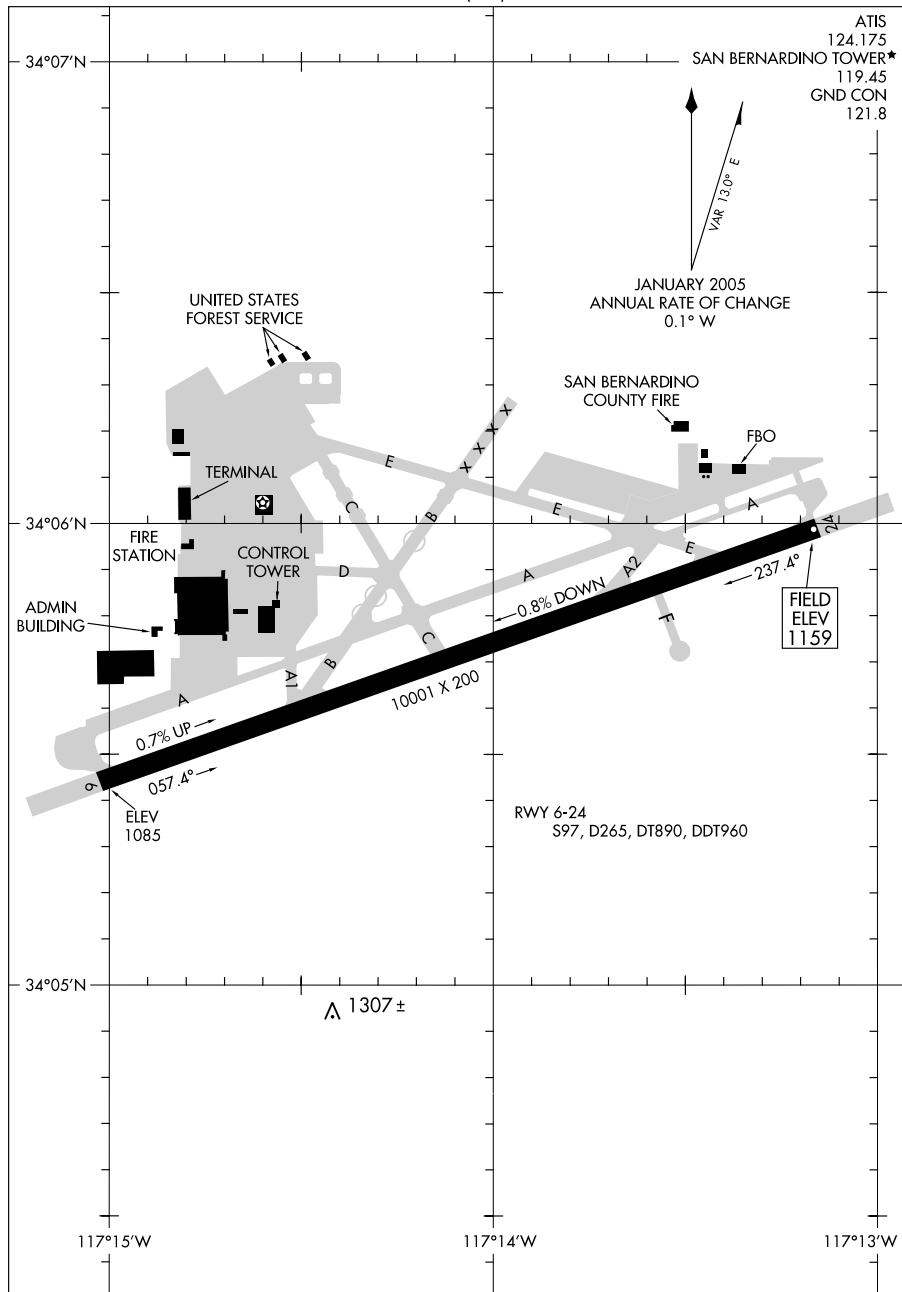 ATIS
124.175
SAN BERNARDINO TOWER★
119.45
GND CON
121.8
34°07'N
VAR 13.0° E
JANUARY 2005
ANNUAL RATE OF CHANGE
0.1° W
UNITED STATES
FOREST SERVICE
SAN BERNARDINO
COUNTY FIRE
FBO
TERMINAL
34°06'N
FIRE
STATION
CONTROL
TOWER
ADMIN
BUILDING
E
C
B
X
X
X
X
E
A
E
D
A
A2
24
237.4°
0.8% DOWN
FIELD
ELEV
1159
F
C
B
A1
A
10001 X 200
0.7% UP
057.4°
6
ELEV
1085
RWY 6-24
S97, D265, DT890, DDT960
34°05'N
1307 ±
117°15'W
117°14'W
117°13'W